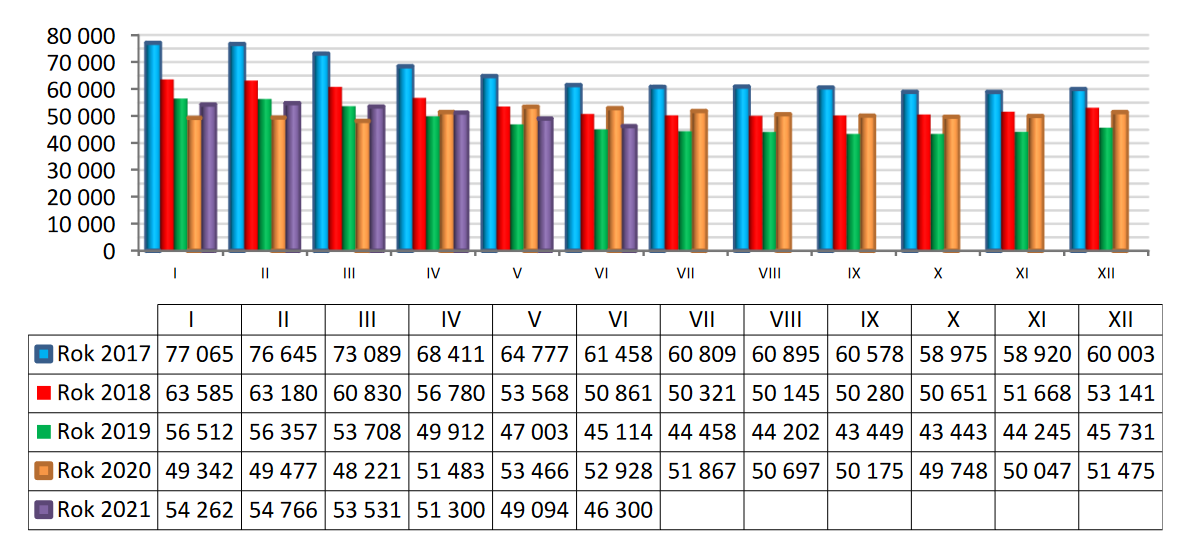 80 000
70 000
60 000
50 000
40 000
30 000
20 000
10 000
0
I II III IV V VI VII VIII IX X XI XII
I II III IV V VI VII VIII IX X XI XII
Rok 2017 77 065 76 645 73 089 68 411 64 777 61 458 60 809 60 895 60 578 58 975 58 920 60 003
Rok 2018 63 585 63 180 60 830 56 780 53 568 50 861 50 321 50 145 50 280 50 651 51 668 53 141
Rok 2019 56 512 56 357 53 708 49 912 47 003 45 114 44 458 44 202 43 449 43 443 44 245 45 731
Rok 2020 49 342 49 477 48 221 51 483 53 466 52 928 51 867 50 697 50 175 49 748 50 047 51 475
Rok 2021 54 262 54 766 53 531 51 300 49 094 46 300